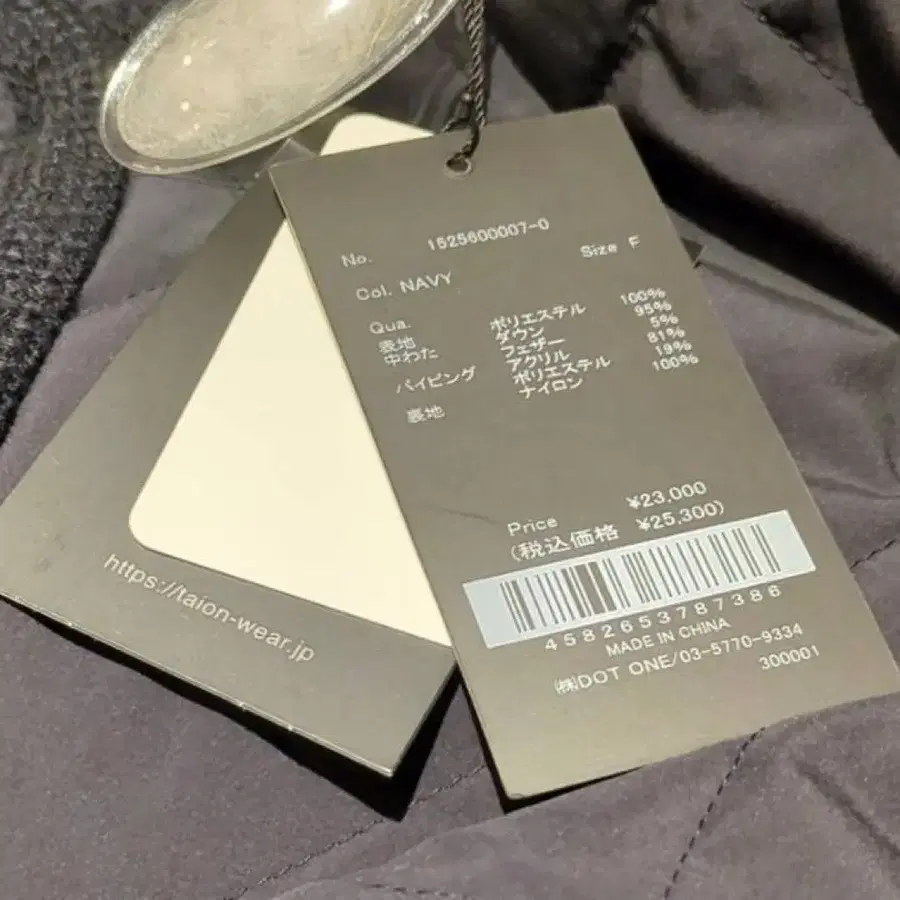 No. 1525600007-0
Size F
Col. NAVY
Qua.
表地 ポリエステル 100%
中わた ダウン 95%
フェザー 5%
パイピング アクリル 81%
ポリエステル 19%
裏地 ナイロン 100%
Price ¥23,000
(税込価格 ¥25,300)
4582653787386
MADE IN CHINA
㈱DOT ONE/03-5770-9334
300001
https://taion-wear.jp